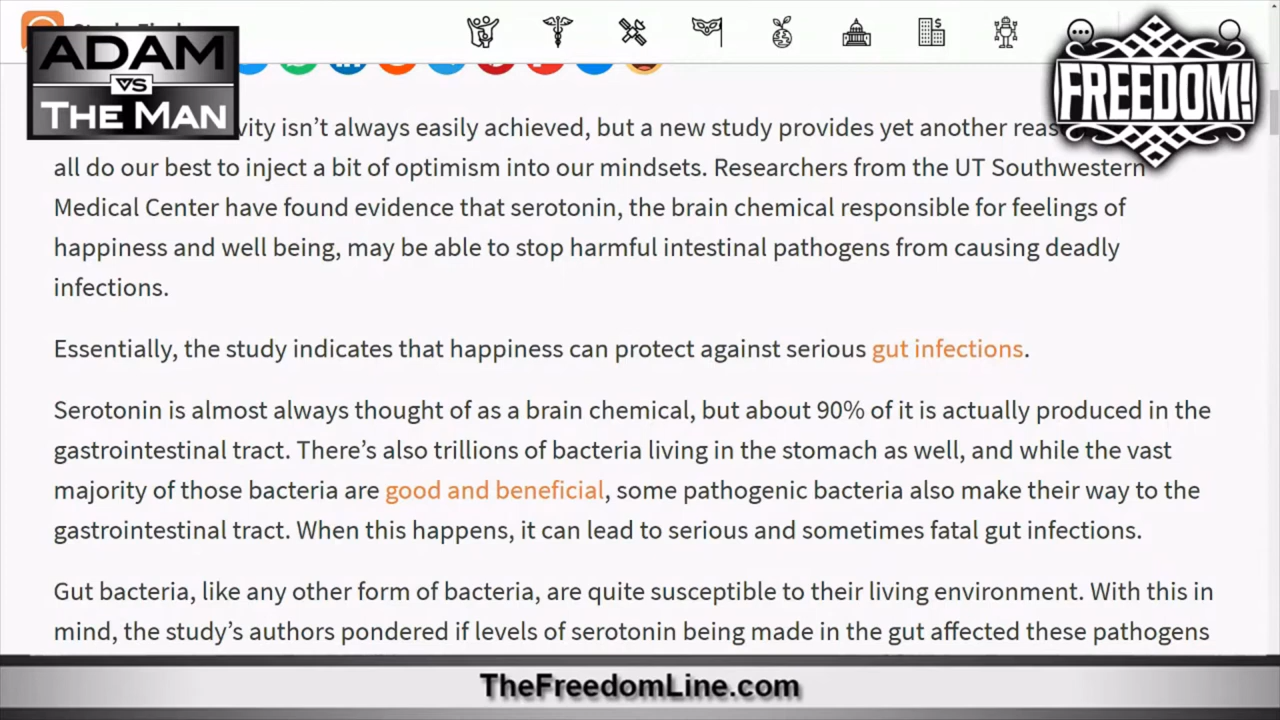 ADAM
VS
THE MAN
FREEDOM!
isn't always easily achieved, but a new study provides yet another
all do our best to inject a bit of optimism into our mindsets. Researchers from the UT Southwestern
Medical Center have found evidence that serotonin, the brain chemical responsible for feelings of
happiness and well being, may be able to stop harmful intestinal pathogens from causing deadly
infections.
Essentially, the study indicates that happiness can protect against serious gut infections.
Serotonin is almost always thought of as a brain chemical, but about 90% of it is actually produced in the
gastrointestinal tract. There's also trillions of bacteria living in the stomach as well, and while the vast
majority of those bacteria are good and beneficial, some pathogenic bacteria also make their way to the
gastrointestinal tract. When this happens, it can lead to serious and sometimes fatal gut infections.
Gut bacteria, like any other form of bacteria, are quite susceptible to their living environment. With this in
mind, the study's authors pondered if levels of serotonin being made in the gut affected these pathogens
TheFreedomLine.com